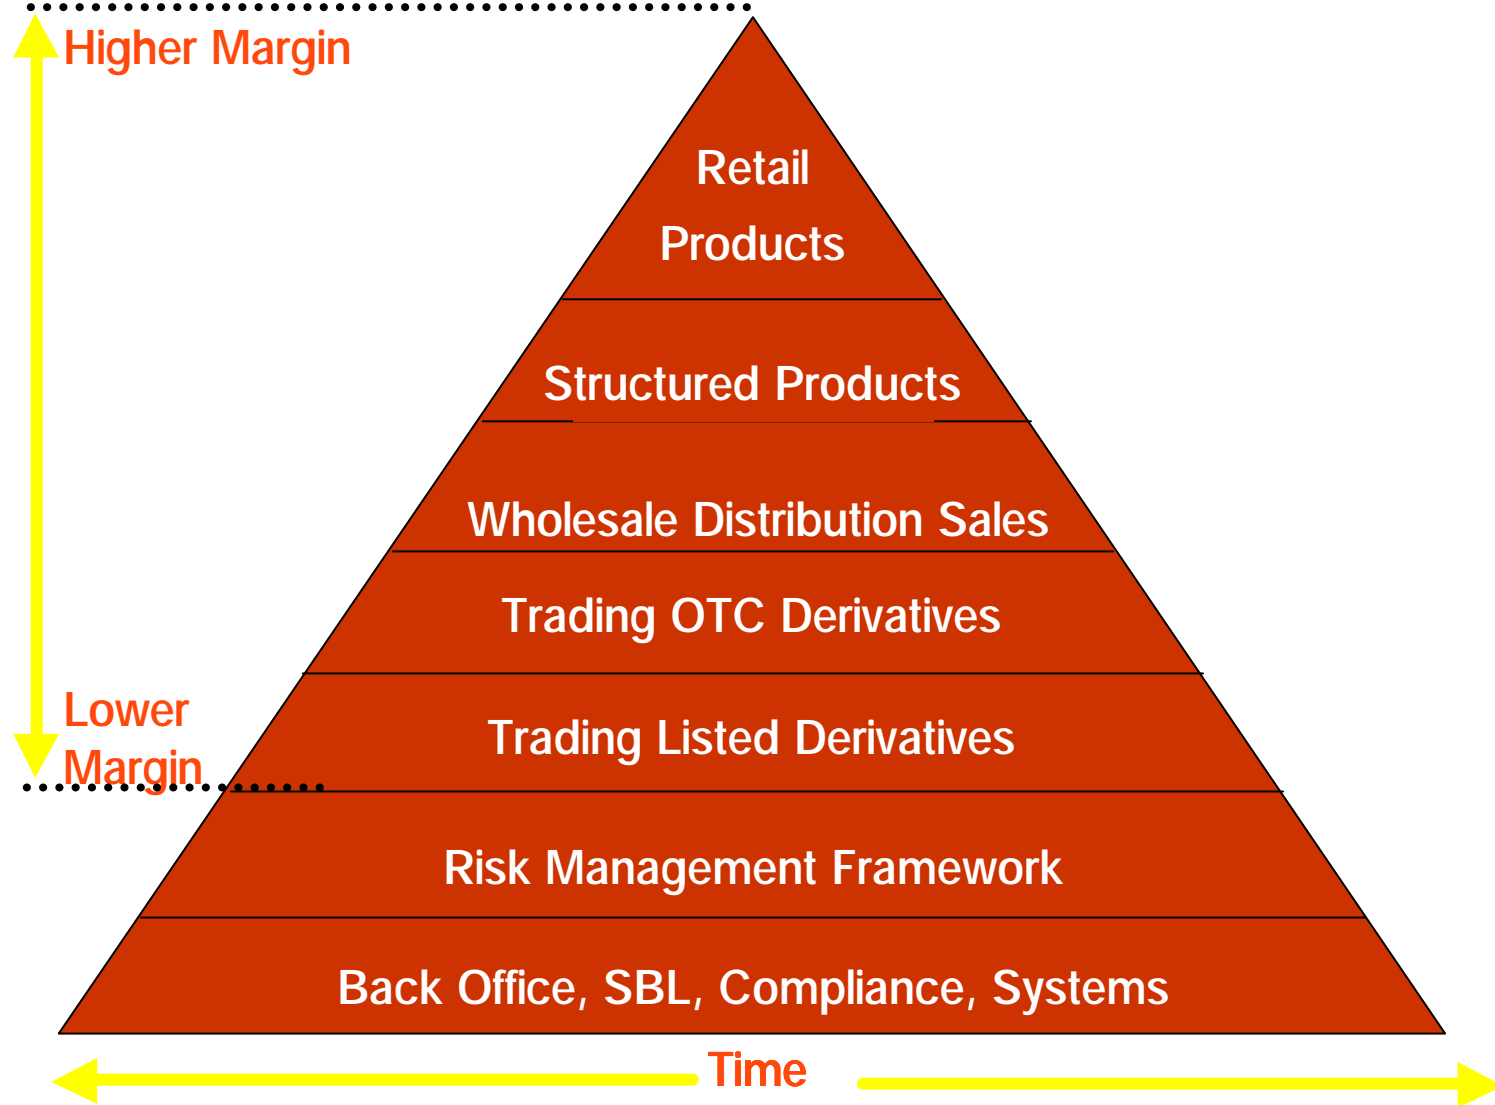 Higher Margin
Retail
Products
Structured Products
Wholesale Distribution Sales
Trading OTC Derivatives
Lower
Margin
Trading Listed Derivatives
Risk Management Framework
Back Office, SBL, Compliance, Systems
Time